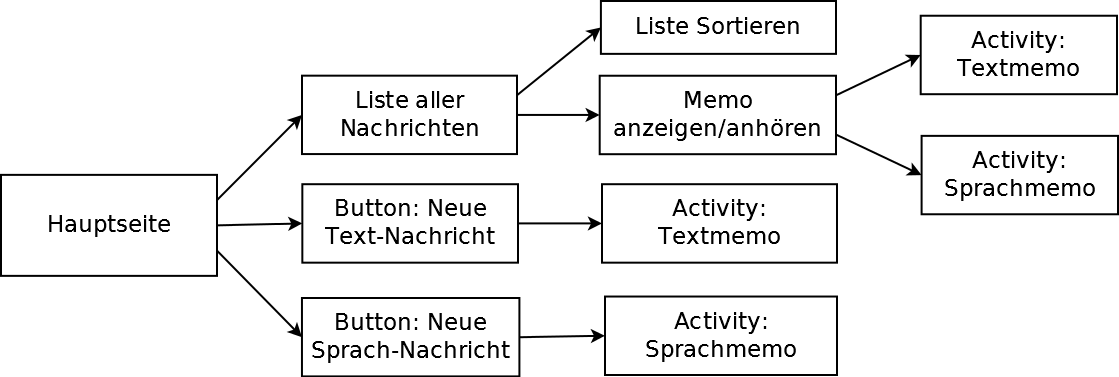 Hauptseite
Liste aller
Nachrichten
Liste Sortieren
Memo
anzeigen/anhören
Activity:
Textmemo
Activity:
Sprachmemo
Button: Neue
Text-Nachricht
Activity:
Textmemo
Button: Neue
Sprach-Nachricht
Activity:
Sprachmemo